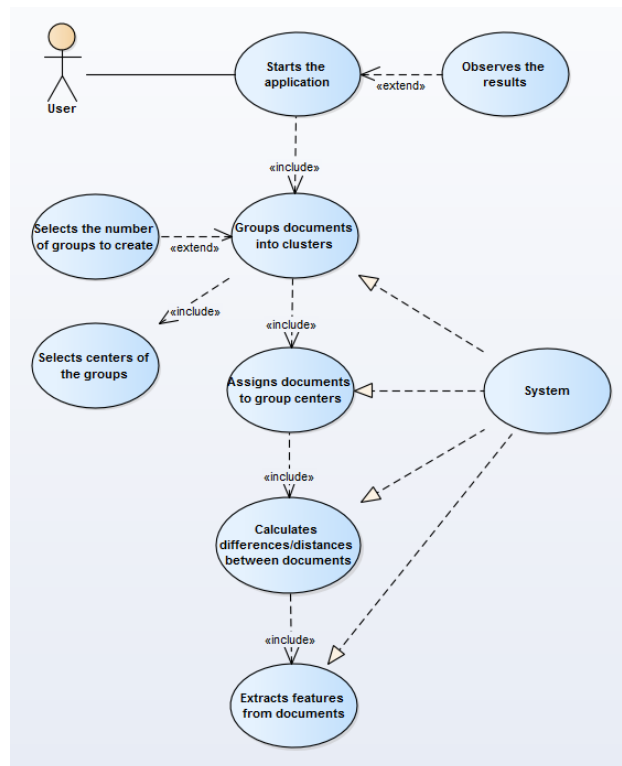 Starts the
application
Observes the
results
«extend»
User
«include»
Selects the number
of groups to create
«extend»
Groups documents
into clusters
«include»
«include»
Selects centers of
the groups
Assigns documents
to group centers
System
«include»
Calculates
differences/distances
between documents
«include»
Extracts features
from documents